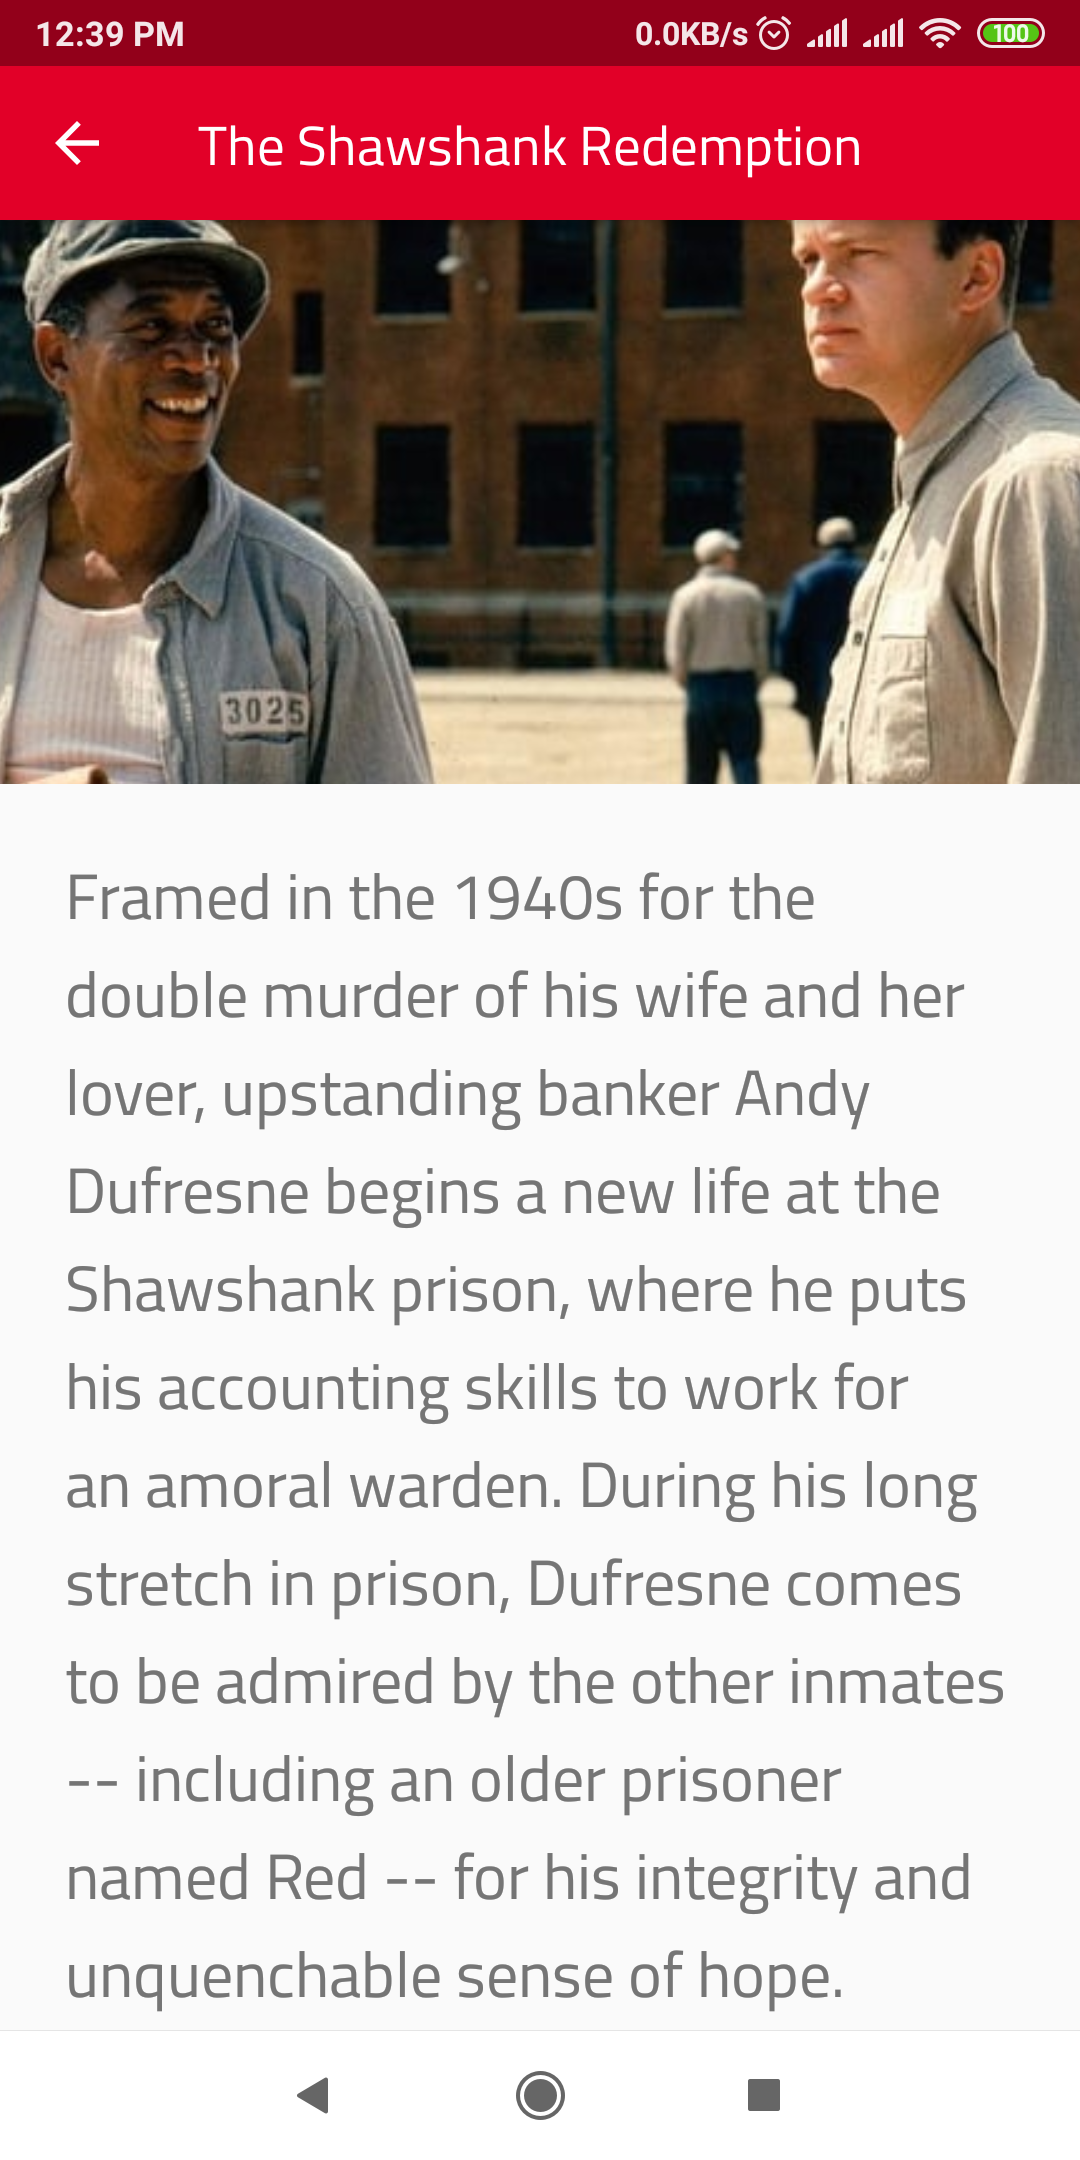 12:39 PM 0.0KB/s 100
The Shawshank Redemption
3025
Framed in the 1940s for the
double murder of his wife and her
lover, upstanding banker Andy
Dufresne begins a new life at the
Shawshank prison, where he puts
his accounting skills to work for
an amoral warden. During his long
stretch in prison, Dufresne comes
to be admired by the other inmates
-- including an older prisoner
named Red -- for his integrity and
unquenchable sense of hope.